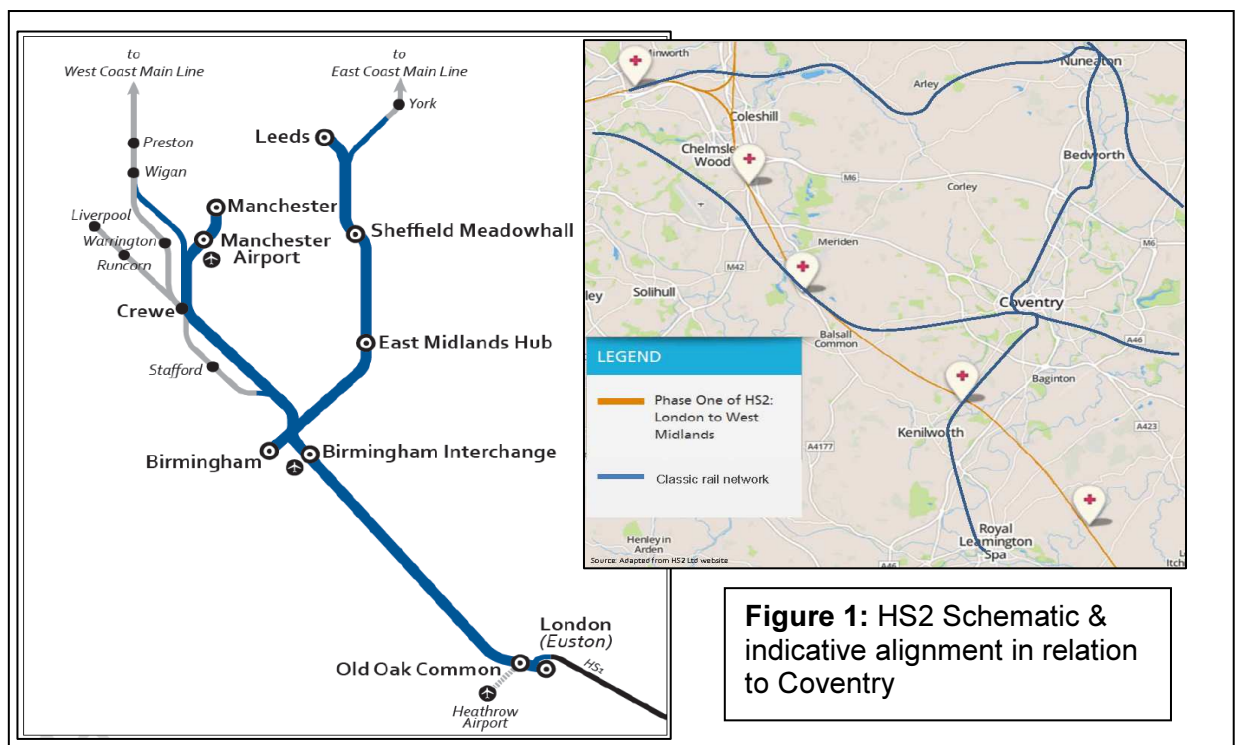 to
West Coast Main Line
to
East Coast Main Line
York
Leeds
Preston
Wigan
Manchester
Liverpool
Warrington
Runcorn
Manchester
Airport
Sheffield Meadowhall
Crewe
East Midlands Hub
Stafford
Birmingham
Birmingham Interchange
London
(Euston)
Old Oak Common
HS1
Heathrow
Airport
Minworth
Nuneaton
Arley
Coleshill
Chelmsle
Wood
Bedworth
M6
Corley
Meriden
M6
M42
Solihull
ley
Coventry
Balsall
Common
A46
Baginton
A423
Kenilworth
A4177
Royal
Leamington
Spa
Henley in
Arden
A46
Itch
LEGEND
Phase One of HS2:
London to West
Midlands
Classic rail network
Source: Adapted from HS2 Ltd website
Figure 1: HS2 Schematic &
indicative alignment in relation
to Coventry